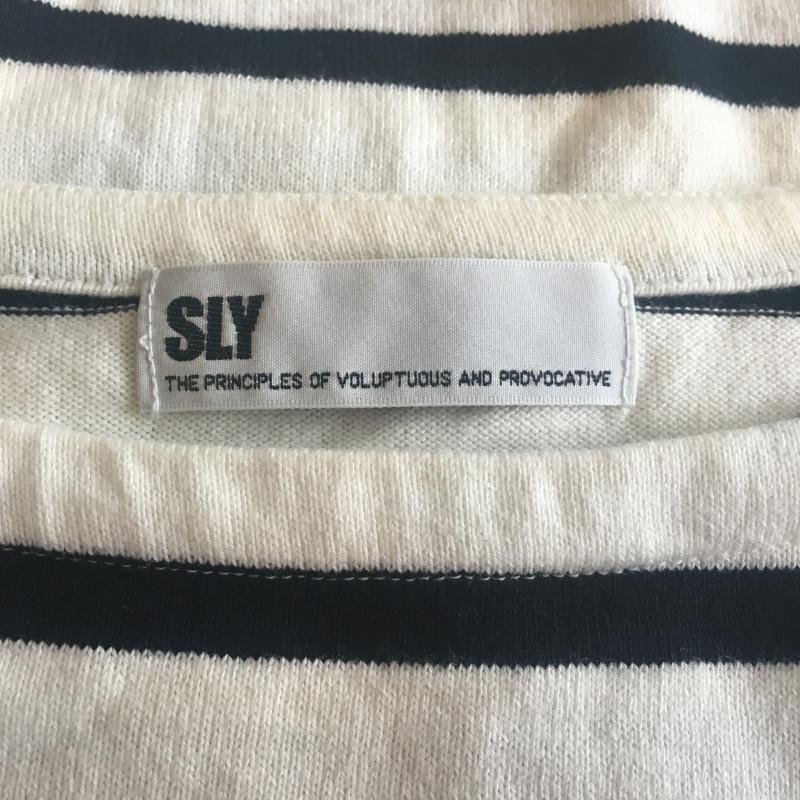 SLY
THE PRINCIPLES OF VOLUPTUOUS AND PROVOCATIVE